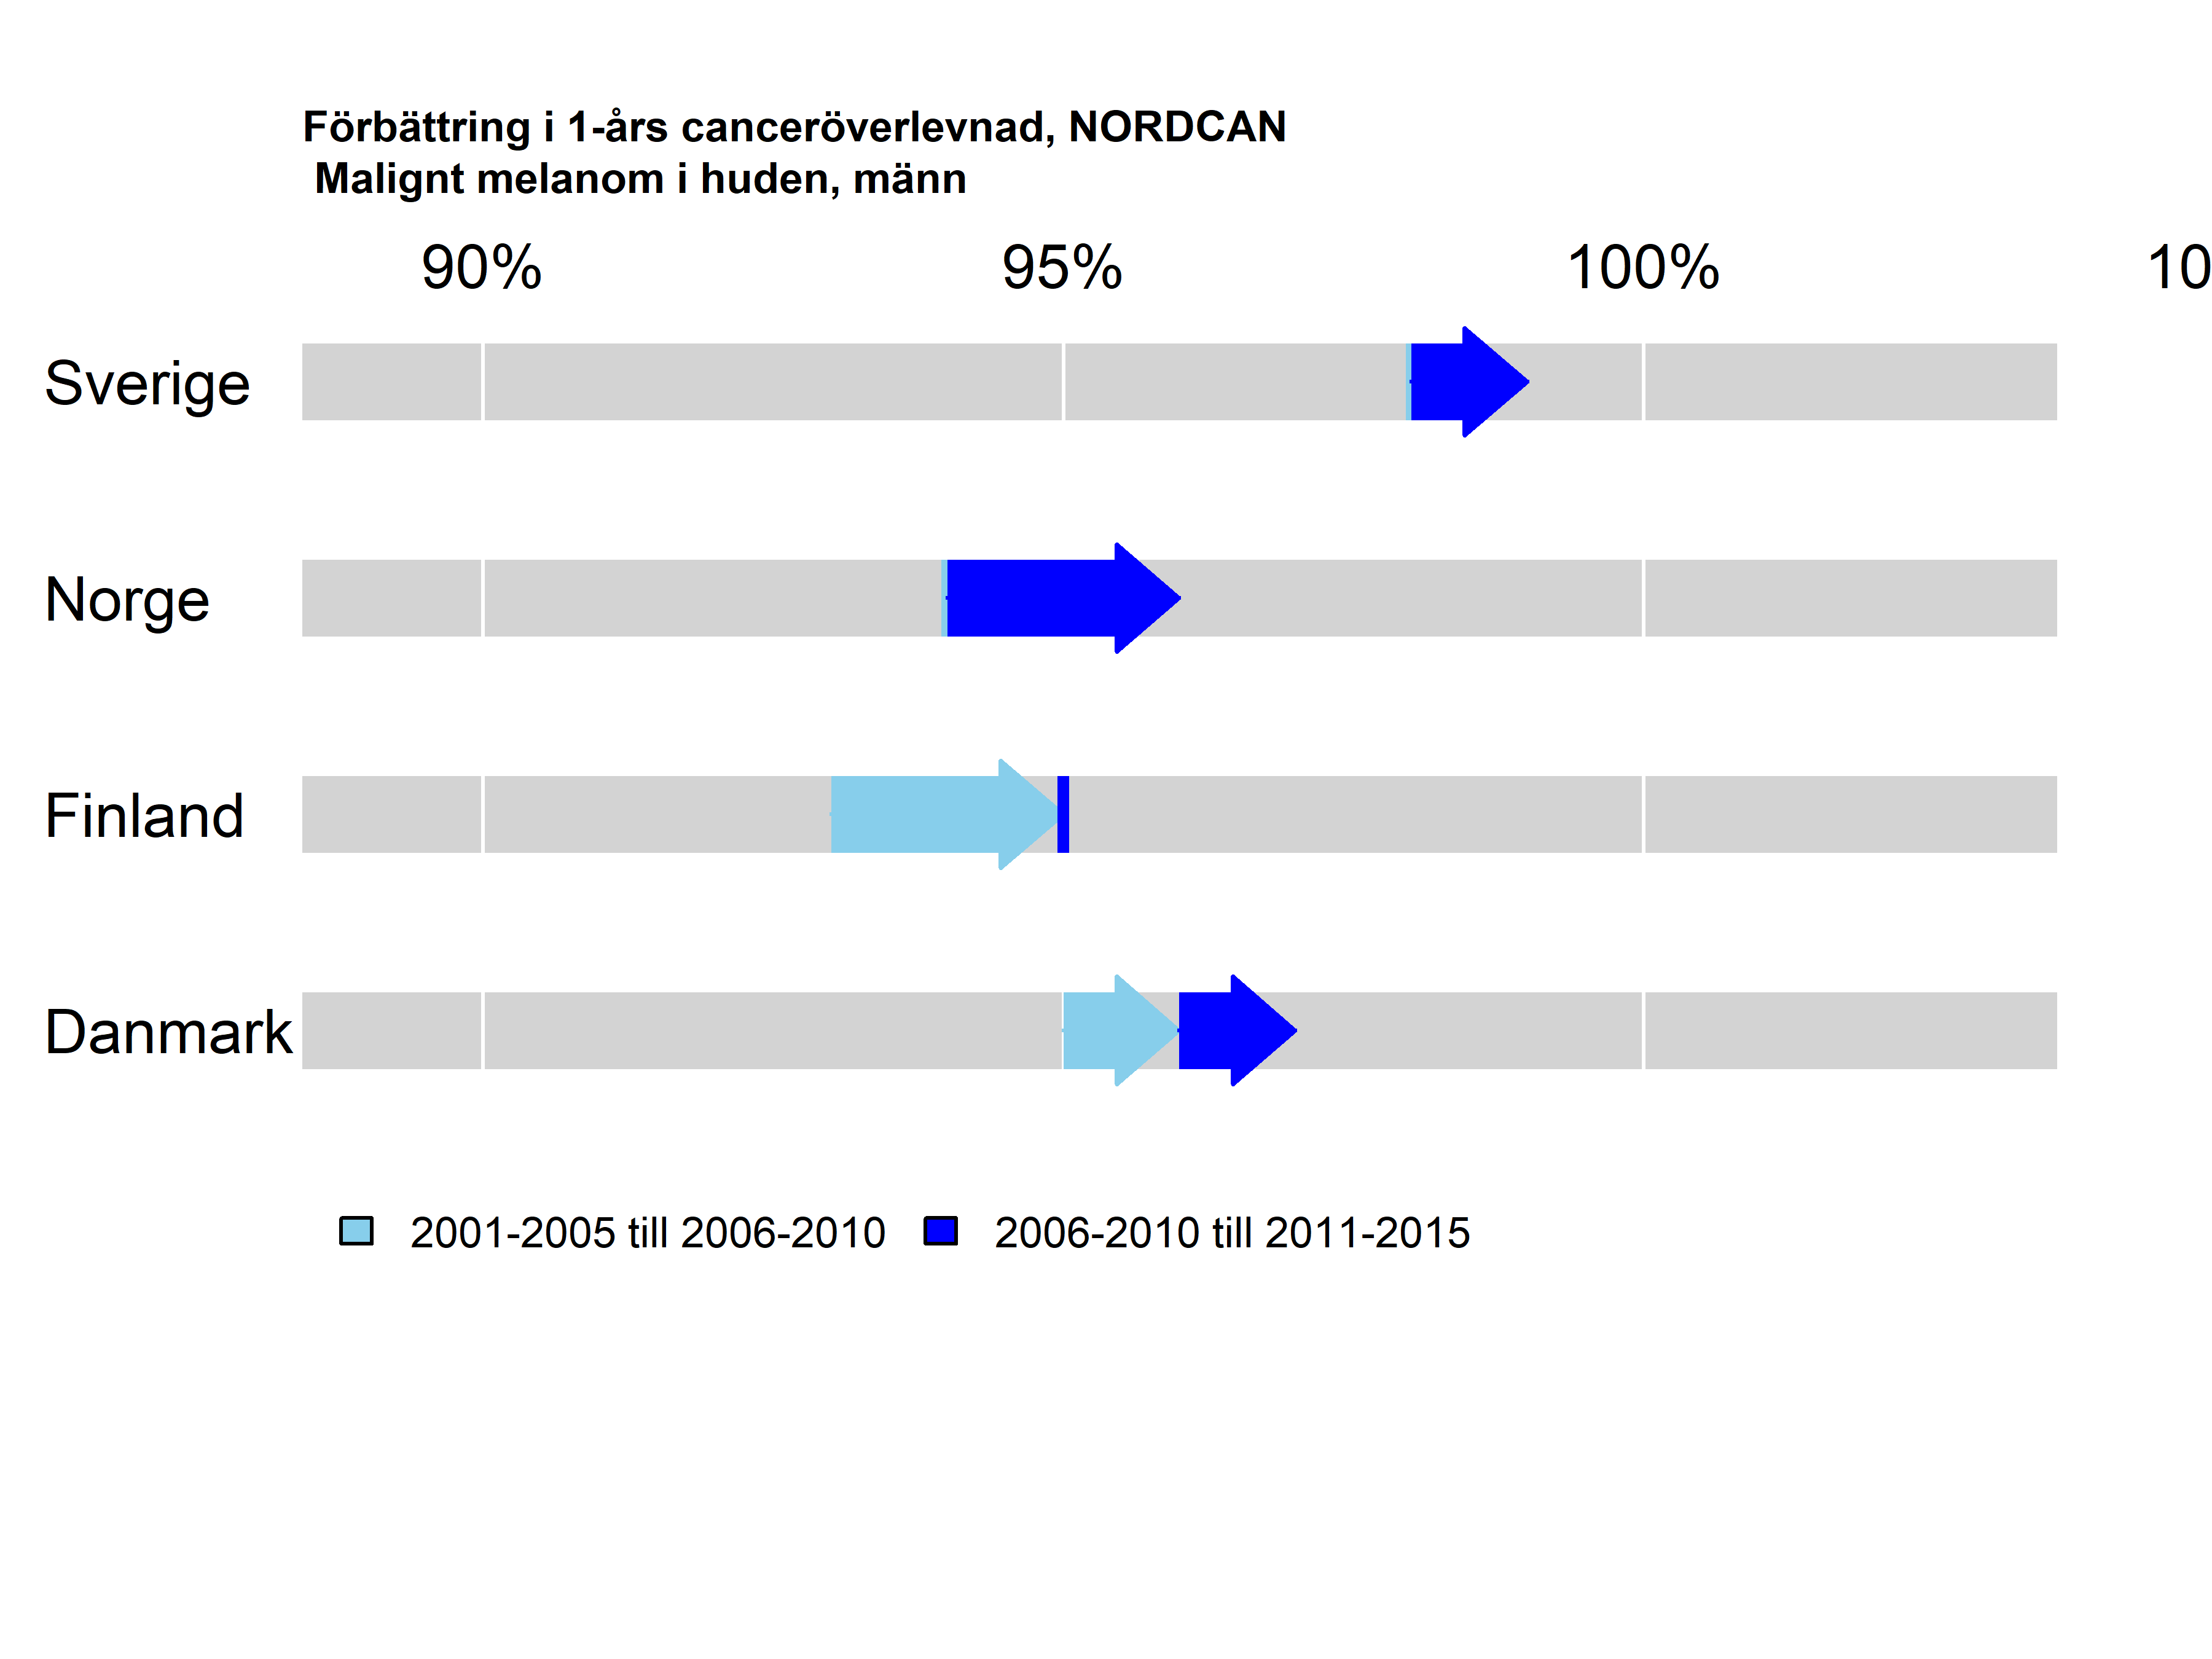 Förbättring i 1-års canceröverlevnad, NORDCAN
Malignt melanom i huden, männ
90% 95% 100% 10
Sverige
Norge
Finland
Danmark
2001-2005 till 2006-2010 2006-2010 till 2011-2015